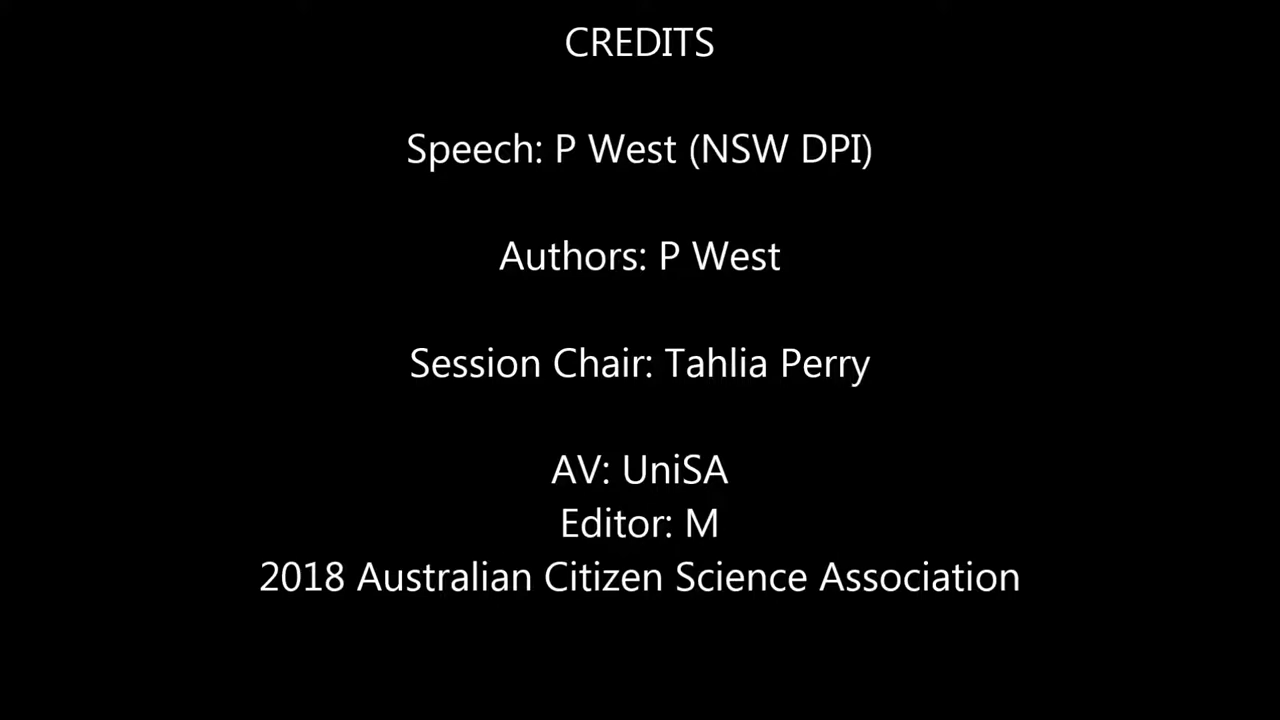 CREDITS
Speech: P West (NSW DPI)
Authors: P West
Session Chair: Tahlia Perry
AV: UniSA
Editor: M
2018 Australian Citizen Science Association